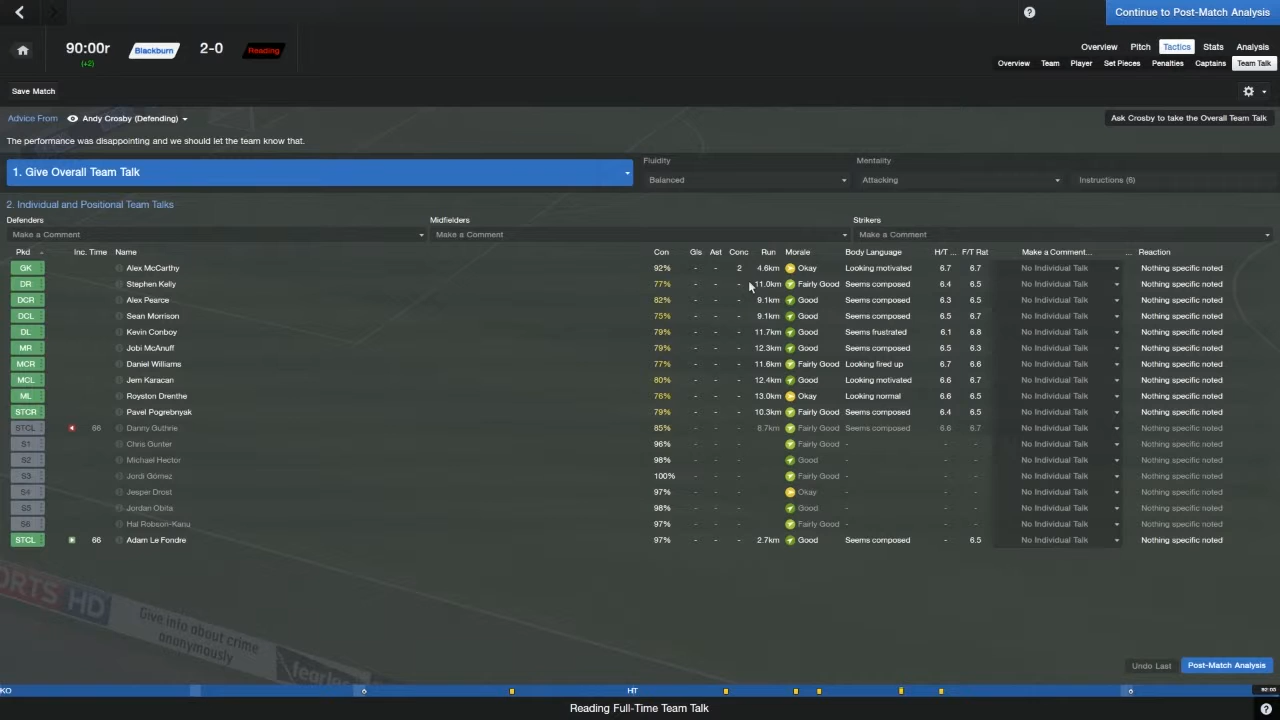 Continue to Post-Match Analysis
90:00r
(+2)
Blackburn
2-0
Reading
Overview Pitch Tactics Stats Analysis
Overview Team Player Set Pieces Penalties Captains Team Talk
Save Match
Advice From Andy Crosby (Defending)
Ask Crosby to take the Overall Team Talk
The performance was disappointing and we should let the team know that.
1. Give Overall Team Talk
Fluidity
Balanced
Mentality
Attacking
Instructions (6)
2. Individual and Positional Team Talks
Defenders Midfielders Strikers
Make a Comment Make a Comment Make a Comment
Pkd Inc. Time Name Con Gls Ast Conc Run Morale Body Language H/T ... F/T Rat Make a Comment... ... Reaction
GK Alex McCarthy 92% - - 2 4.6km Okay Looking motivated 6.7 6.7 No Individual Talk Nothing specific noted
DR Stephen Kelly 77% - - - 11.0km Fairly Good Seems composed 6.4 6.5 No Individual Talk Nothing specific noted
DCR Alex Pearce 82% - - - 9.1km Good Seems composed 6.3 6.5 No Individual Talk Nothing specific noted
DCL Sean Morrison 75% - - - 9.1km Good Seems composed 6.5 6.7 No Individual Talk Nothing specific noted
DL Kevin Conboy 79% - - - 11.7km Good Seems frustrated 6.1 6.8 No Individual Talk Nothing specific noted
MR Jobi McAnuff 79% - - - 12.3km Good Seems composed 6.5 6.3 No Individual Talk Nothing specific noted
MCR Daniel Williams 77% - - - 11.6km Fairly Good Looking fired up 6.7 6.6 No Individual Talk Nothing specific noted
MCL Jem Karacan 80% - - - 12.4km Good Looking motivated 6.6 6.7 No Individual Talk Nothing specific noted
ML Royston Drenthe 76% - - - 13.0km Okay Looking normal 6.6 6.5 No Individual Talk Nothing specific noted
STCR Pavel Pogrebnyak 79% - - - 10.3km Fairly Good Seems composed 6.4 6.5 No Individual Talk Nothing specific noted
STCL 66 Danny Guthrie 85% - - - 8.7km Fairly Good Seems composed 6.6 6.7 No Individual Talk Nothing specific noted
S1 Chris Gunter 96% - - - Fairly Good - - - No Individual Talk Nothing specific noted
S2 Michael Hector 98% - - - Good - - - No Individual Talk Nothing specific noted
S3 Jordi Gómez 100% - - - Fairly Good - - - No Individual Talk Nothing specific noted
S4 Jesper Drost 97% - - - Okay - - - No Individual Talk Nothing specific noted
S5 Jordan Obita 98% - - - Good - - - No Individual Talk Nothing specific noted
S6 Hal Robson-Kanu 97% - - - Fairly Good - - - No Individual Talk Nothing specific noted
STCL 66 Adam Le Fondre 97% - - - 2.7km Good Seems composed - 6.5 No Individual Talk Nothing specific noted
SPORTS HD
Give info about crime
anonymously
fearless
Undo Last
Post-Match Analysis
KO HT 92:00
Reading Full-Time Team Talk